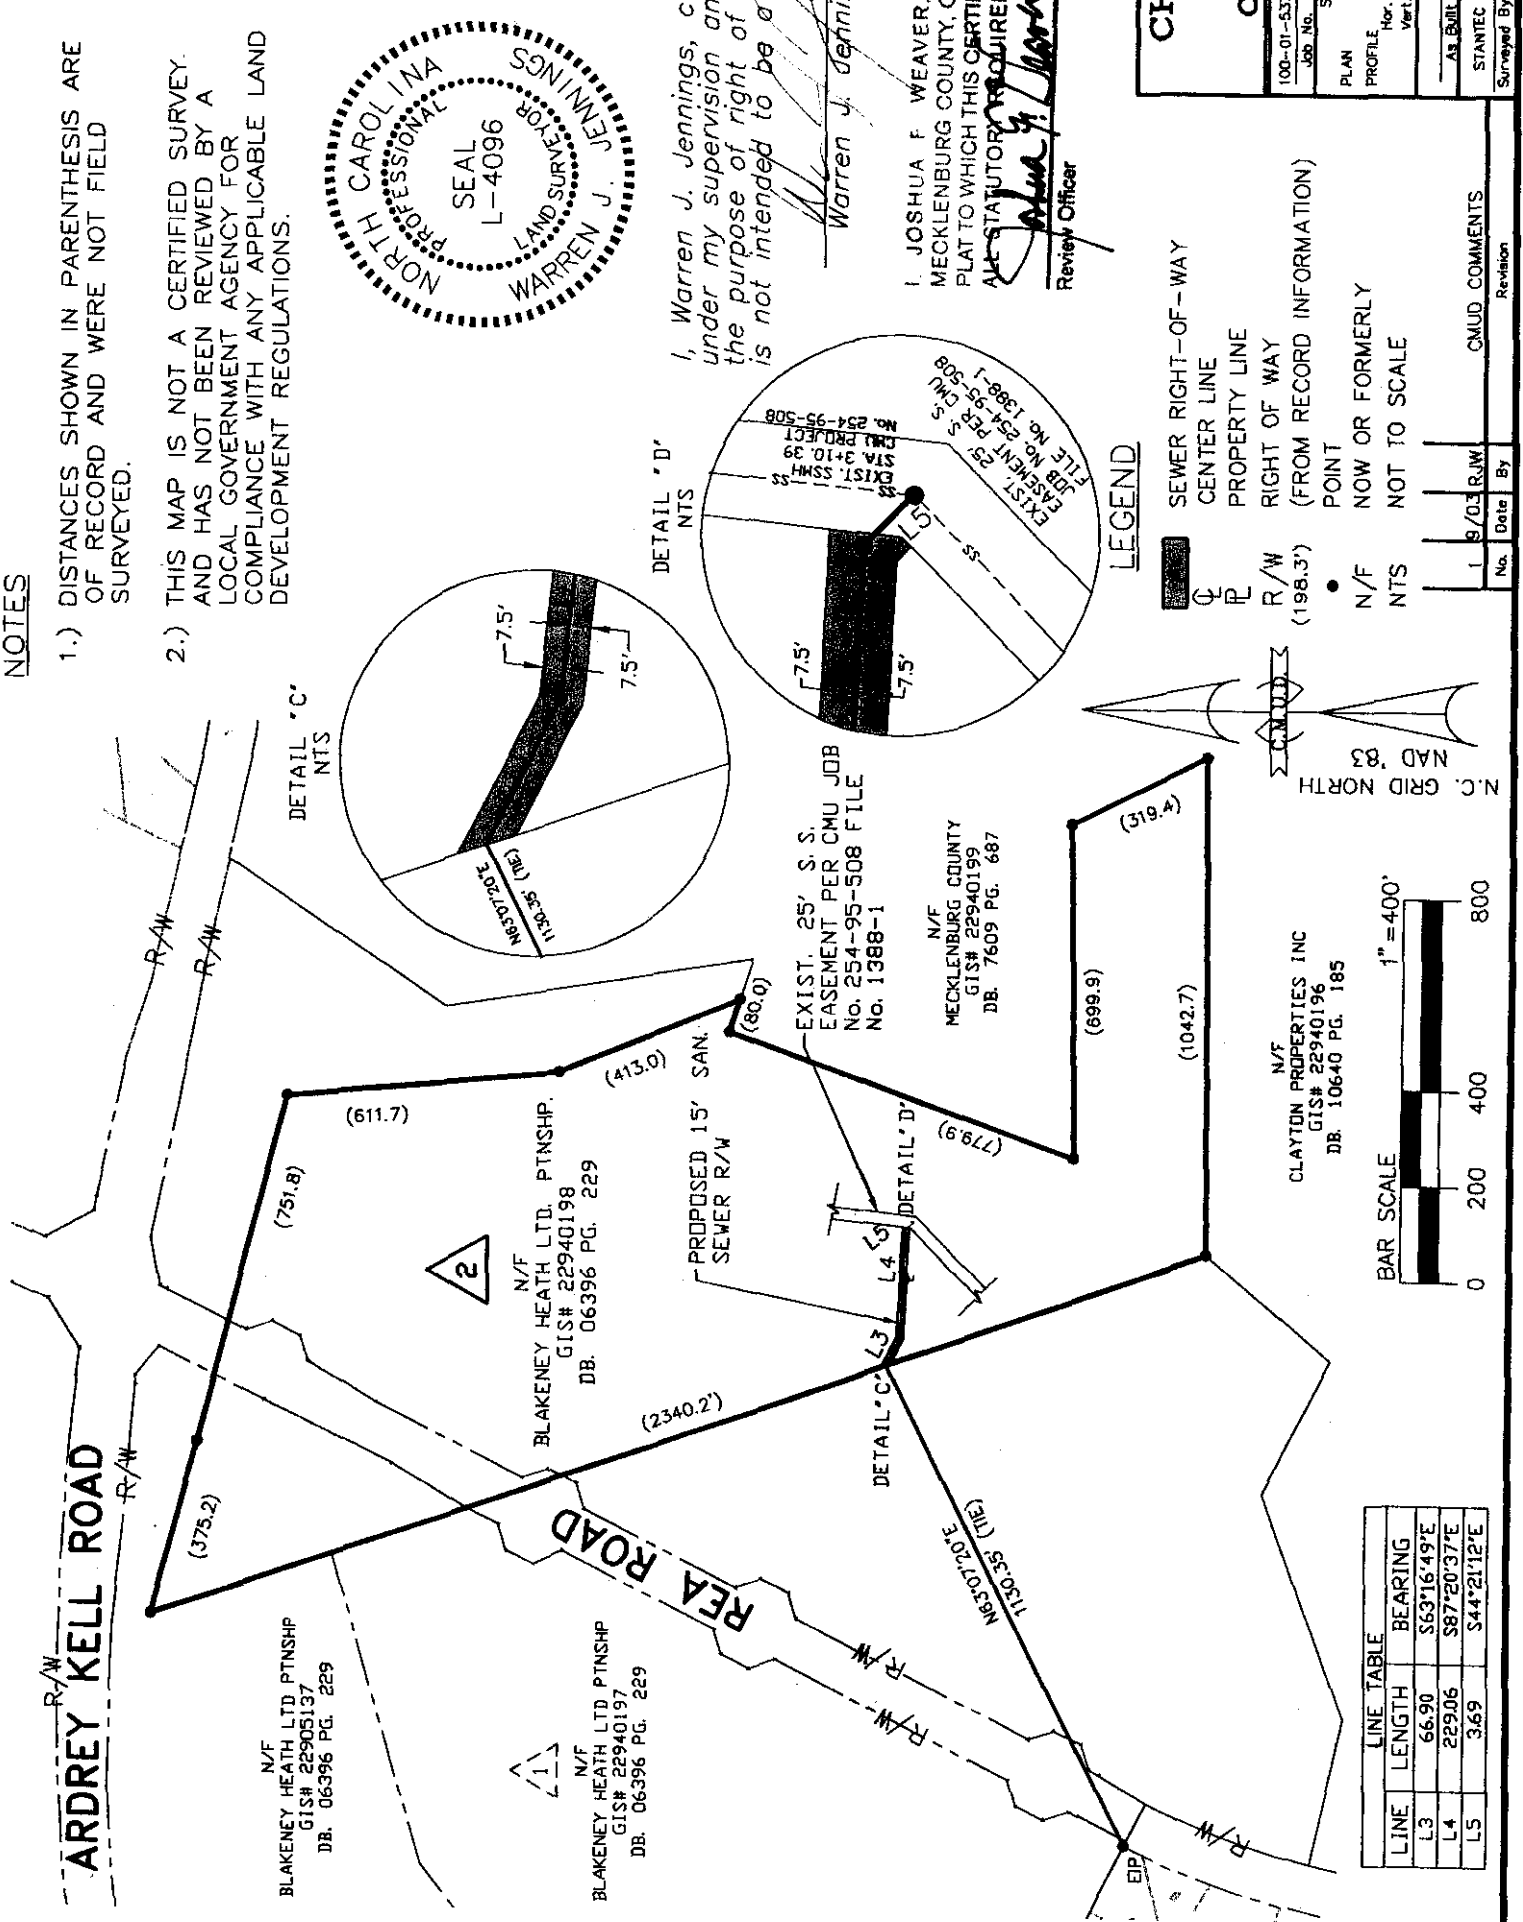 NOTES
1.) DISTANCES SHOWN IN PARENTHESIS ARE
OF RECORD AND WERE NOT FIELD
SURVEYED.
2.) THIS MAP IS NOT A CERTIFIED SURVEY
AND HAS NOT BEEN REVIEWED BY A
LOCAL GOVERNMENT AGENCY FOR
COMPLIANCE WITH ANY APPLICABLE LAND
DEVELOPMENT REGULATIONS.
NORTH CAROLINA
PROFESSIONAL
SEAL
L-4096
LAND SURVEYOR
WARREN J. JENNINGS
I, Warren J. Jennings, c
under my supervision an
the purpose of right of
is not intended to be a
Warren J. Jenni
I, JOSHUA F WEAVER,
MECKLENBURG COUNTY,
PLAT TO WHICH THIS CERTI
ALL STATUTORY REQUIRE
Review Officer
DETAIL "C"
NTS
7.5'
7.5'
N63°07'20"E
1130.35' (TIE)
DETAIL "D"
NTS
7.5'
7.5'
L5
SS
SS
SS
EXIST. SSMH
STA. 3+10.39
CMU PROJECT
No. 254-95-508
EXIST. 25' S. S.
EASEMENT PER CMU
JOB No. 254-95-508
FILE No. 1388-1
LEGEND
SEWER RIGHT-OF-WAY
CL CENTER LINE
PL PROPERTY LINE
R/W RIGHT OF WAY
(198.3') (FROM RECORD INFORMATION)
• POINT
N/F NOW OR FORMERLY
NTS NOT TO SCALE
1 9/03 RJW CMUD COMMENTS
No. Date By Revision
100-01-53
Job No.
PLAN
PROFILE
Hor.
Vert.
As Built
STANTEC
Surveyed By
ARDREY KELL ROAD
R/W
R/W
R/W
R/W
(375.2)
(751.8)
(611.7)
(413.0)
(80.0)
(779.9)
(699.9)
(319.4)
(1042.7)
(2340.2')
N/F
BLAKENEY HEATH LTD PTNSHP
GIS# 22905137
DB. 06396 PG. 229
1
N/F
BLAKENEY HEATH LTD PTNSHP
GIS# 22940197
DB. 06396 PG. 229
2
N/F
BLAKENEY HEATH LTD. PTNSHP.
GIS# 22940198
DB. 06396 PG. 229
PROPOSED 15' SAN.
SEWER R/W
EXIST. 25' S. S.
EASEMENT PER CMU JOB
No. 254-95-508 FILE
No. 1388-1
N/F
MECKLENBURG COUNTY
GIS# 22940199
DB. 7609 PG. 687
L3
L4
L5
DETAIL "C"
DETAIL "D"
REA ROAD
R/W
R/W
R/W
N63°07'20"E
1130.35' (TIE)
EIP
N/F
CLAYTON PROPERTIES INC
GIS# 22940196
DB. 10640 PG. 185
C.M.U.D.
N.C. GRID NORTH
NAD '83
BAR SCALE 1"=400'
0 200 400 800
LINE TABLE
LINE LENGTH BEARING
L3 66.90 S63°16'49"E
L4 229.06 S87°20'37"E
L5 3.69 S44°21'12"E